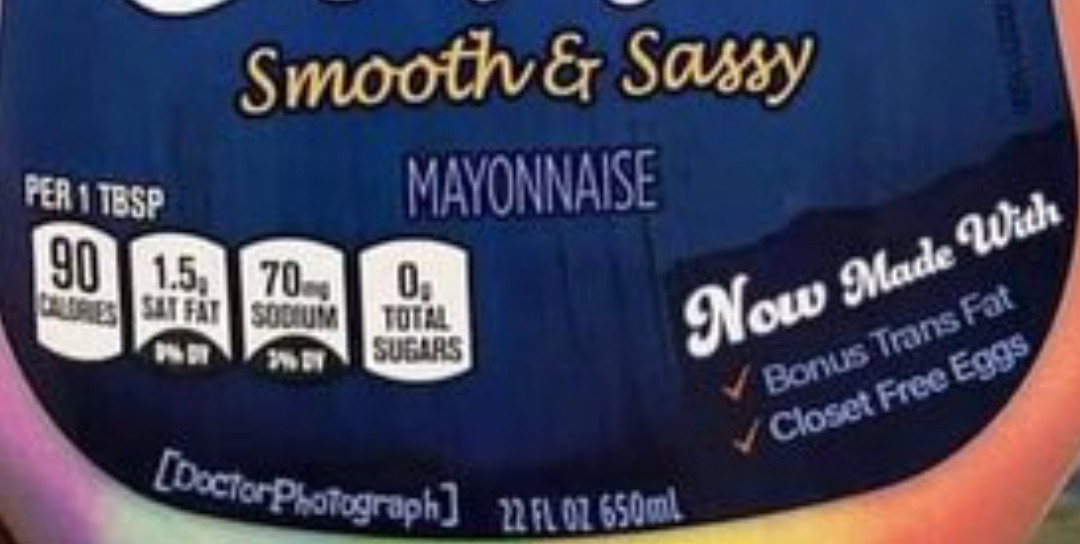 Smooth & Sassy
MAYONNAISE
PER 1 TBSP
90 CALORIES
1.5g SAT FAT
70mg SODIUM
0g TOTAL SUGARS
Now Made With
✓ Bonus Trans Fat
✓ Closet Free Eggs
[DoctorPhotograph]
22 FL OZ 650mL